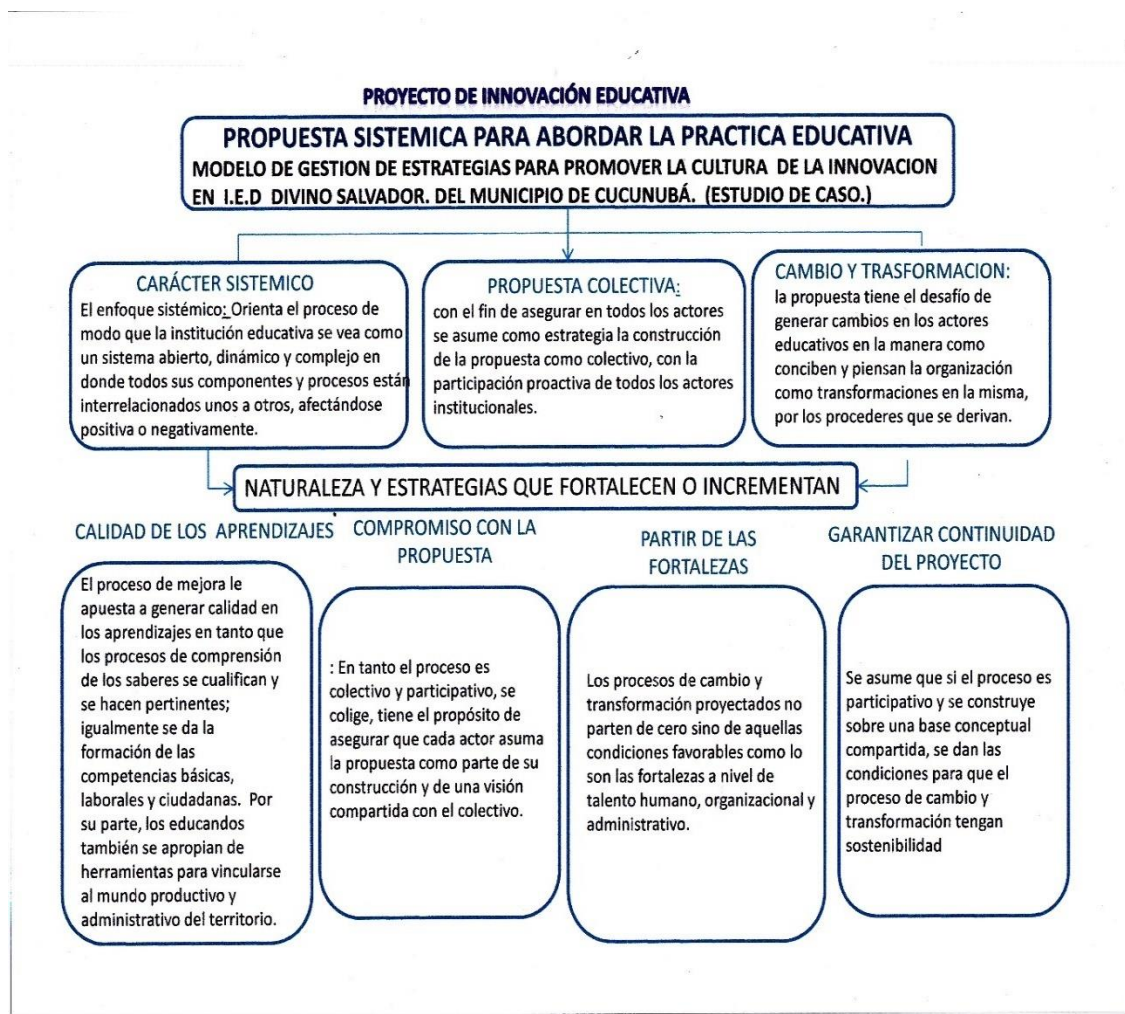 PROYECTO DE INNOVACIÓN EDUCATIVA
PROPUESTA SISTEMICA PARA ABORDAR LA PRACTICA EDUCATIVA
MODELO DE GESTION DE ESTRATEGIAS PARA PROMOVER LA CULTURA DE LA INNOVACION
EN I.E.D DIVINO SALVADOR. DEL MUNICIPIO DE CUCUNUBÁ. (ESTUDIO DE CASO.)
CARÁCTER SISTEMICO
El enfoque sistémico: Orienta el proceso de
modo que la institución educativa se vea como
un sistema abierto, dinámico y complejo en
donde todos sus componentes y procesos están
interrelacionados unos a otros, afectándose
positiva o negativamente.
PROPUESTA COLECTIVA:
con el fin de asegurar en todos los actores
se asume como estrategia la construcción
de la propuesta como colectivo, con la
participación proactiva de todos los actores
institucionales.
CAMBIO Y TRASFORMACION:
la propuesta tiene el desafío de
generar cambios en los actores
educativos en la manera como
conciben y piensan la organización
como transformaciones en la misma,
por los procederes que se derivan.
NATURALEZA Y ESTRATEGIAS QUE FORTALECEN O INCREMENTAN
CALIDAD DE LOS APRENDIZAJES
El proceso de mejora le
apuesta a generar calidad en
los aprendizajes en tanto que
los procesos de comprensión
de los saberes se cualifican y
se hacen pertinentes;
igualmente se da la
formación de las
competencias básicas,
laborales y ciudadanas. Por
su parte, los educandos
también se apropian de
herramientas para vincularse
al mundo productivo y
administrativo del territorio.
COMPROMISO CON LA
PROPUESTA
: En tanto el proceso es
colectivo y participativo, se
colige, tiene el propósito de
asegurar que cada actor asuma
la propuesta como parte de su
construcción y de una visión
compartida con el colectivo.
PARTIR DE LAS
FORTALEZAS
Los procesos de cambio y
transformación proyectados no
parten de cero sino de aquellas
condiciones favorables como lo
son las fortalezas a nivel de
talento humano, organizacional y
administrativo.
GARANTIZAR CONTINUIDAD
DEL PROYECTO
Se asume que si el proceso es
participativo y se construye
sobre una base conceptual
compartida, se dan las
condiciones para que el
proceso de cambio y
transformación tengan
sostenibilidad